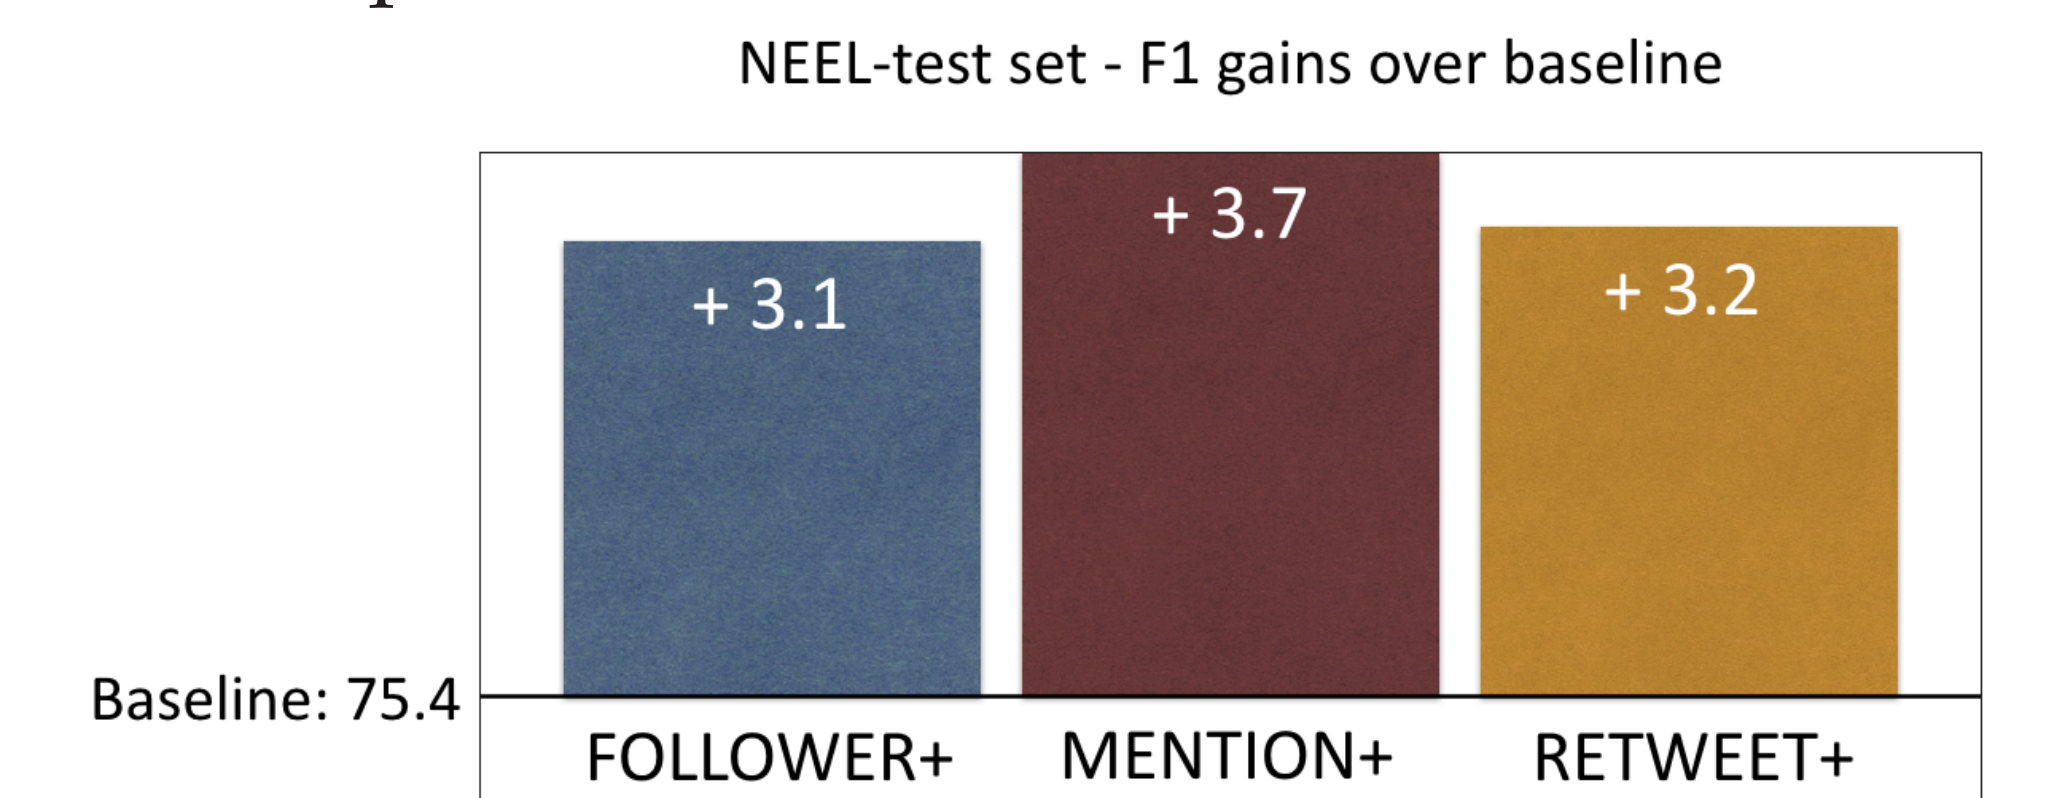 NEEL-test set - F1 gains over baseline
+ 3.7
+ 3.1
+ 3.2
Baseline: 75.4
FOLLOWER+ MENTION+ RETWEET+